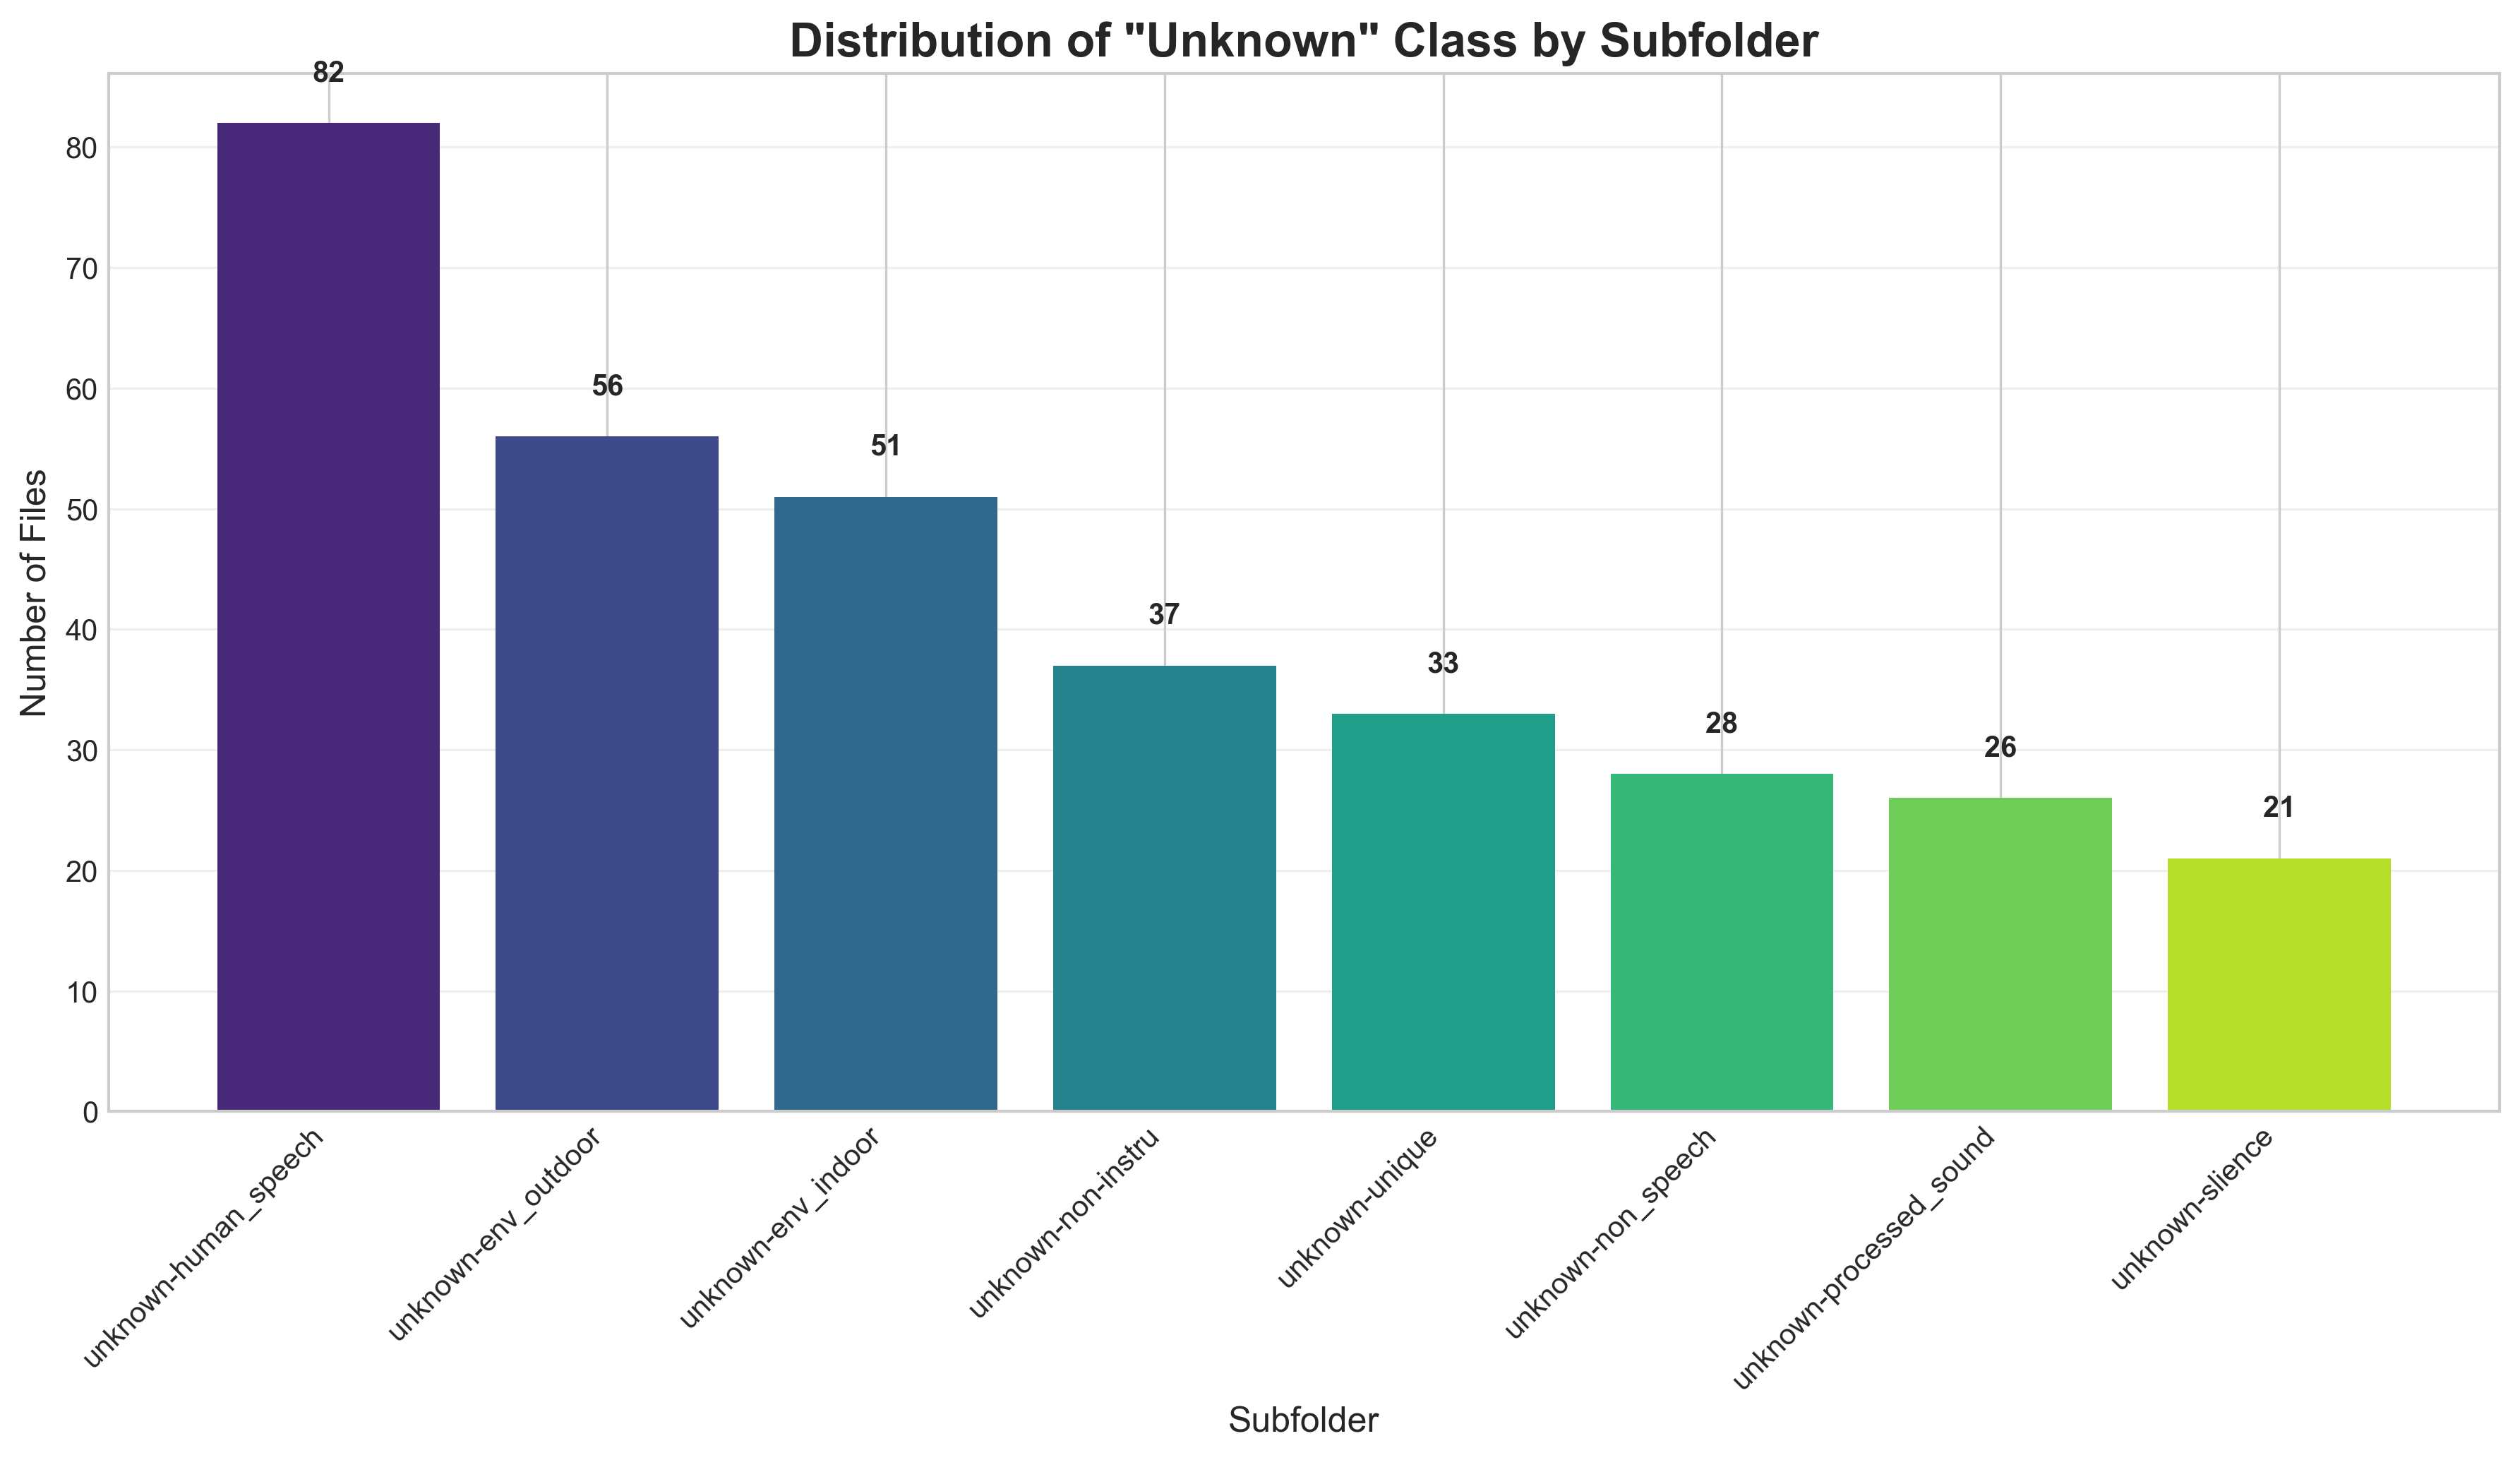 Distribution of "Unknown" Class by Subfolder
82
56
51
37
33
28
26
21
Number of Files
80
70
60
50
40
30
20
10
0
unknown-human_speech
unknown-env_outdoor
unknown-env_indoor
unknown-non-instru
unknown-unique
unknown-non_speech
unknown-processed_sound
unknown-slience
Subfolder